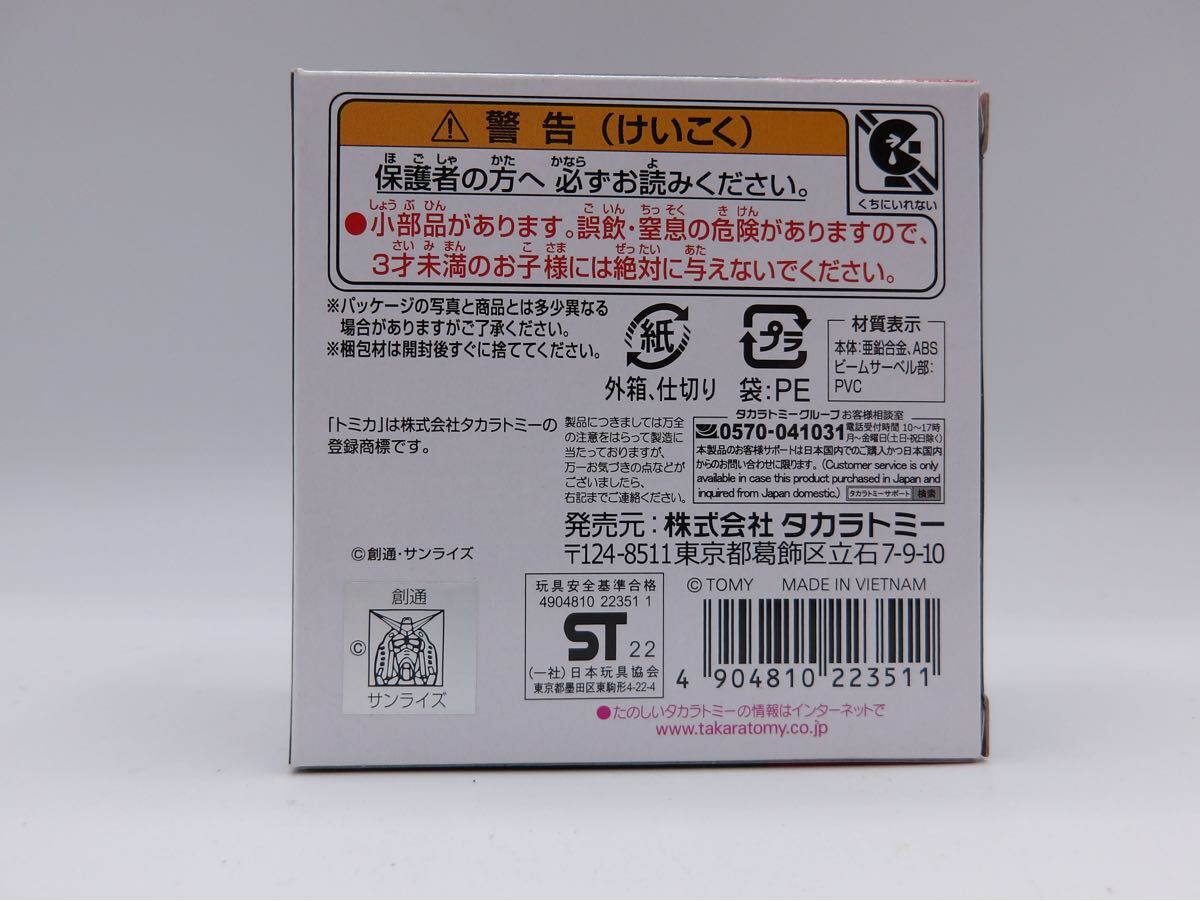 ⚠ 警告(けいこく)
保護者の方へ 必ずお読みください。
ほごしゃ かた かなら よ
くちにいれない
●小部品があります。誤飲・窒息の危険がありますので、
しょうぶひん ごいん ちっそく きけん
3才未満のお子様には絶対に与えないでください。
さいみまん こさま ぜったい あた
※パッケージの写真と商品とは多少異なる
場合がありますがご了承ください。
※梱包材は開封後すぐに捨ててください。
紙
外箱、仕切り
プラ
袋:PE
材質表示
本体:亜鉛合金、ABS
ビームサーベル部:
PVC
「トミカ」は株式会社タカラトミーの
登録商標です。
製品につきましては万全
の注意をはらって製造に
当たっておりますが、
万一お気づきの点などが
ございましたら、
右記までご連絡ください。
タカラトミーグループお客様相談室
0570-041031
電話受付時間 10〜17時
月〜金曜日(土日・祝日除く)
本製品のお客様サポートは日本国内でのご購入かつ日本国内
からのお問い合わせに限ります。(Customer service is only
available in case this product purchased in Japan and
inquired from Japan domestic.) タカラトミーサポート 検索
発売元:株式会社 タカラトミー
〒124-8511東京都葛飾区立石7-9-10
©創通・サンライズ
© TOMY MADE IN VIETNAM
創通
©
サンライズ
玩具安全基準合格
4904810 22351 1
ST 22
(一社)日本玩具協会
東京都墨田区東駒形4-22-4
4 904810 223511
●たのしいタカラトミーの情報はインターネットで
www.takaratomy.co.jp